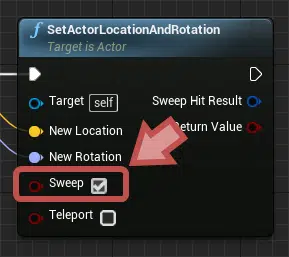 f SetActorLocationAndRotation
Target is Actor
Target self Sweep Hit Result
New Location Return Value
New Rotation
Sweep
Teleport